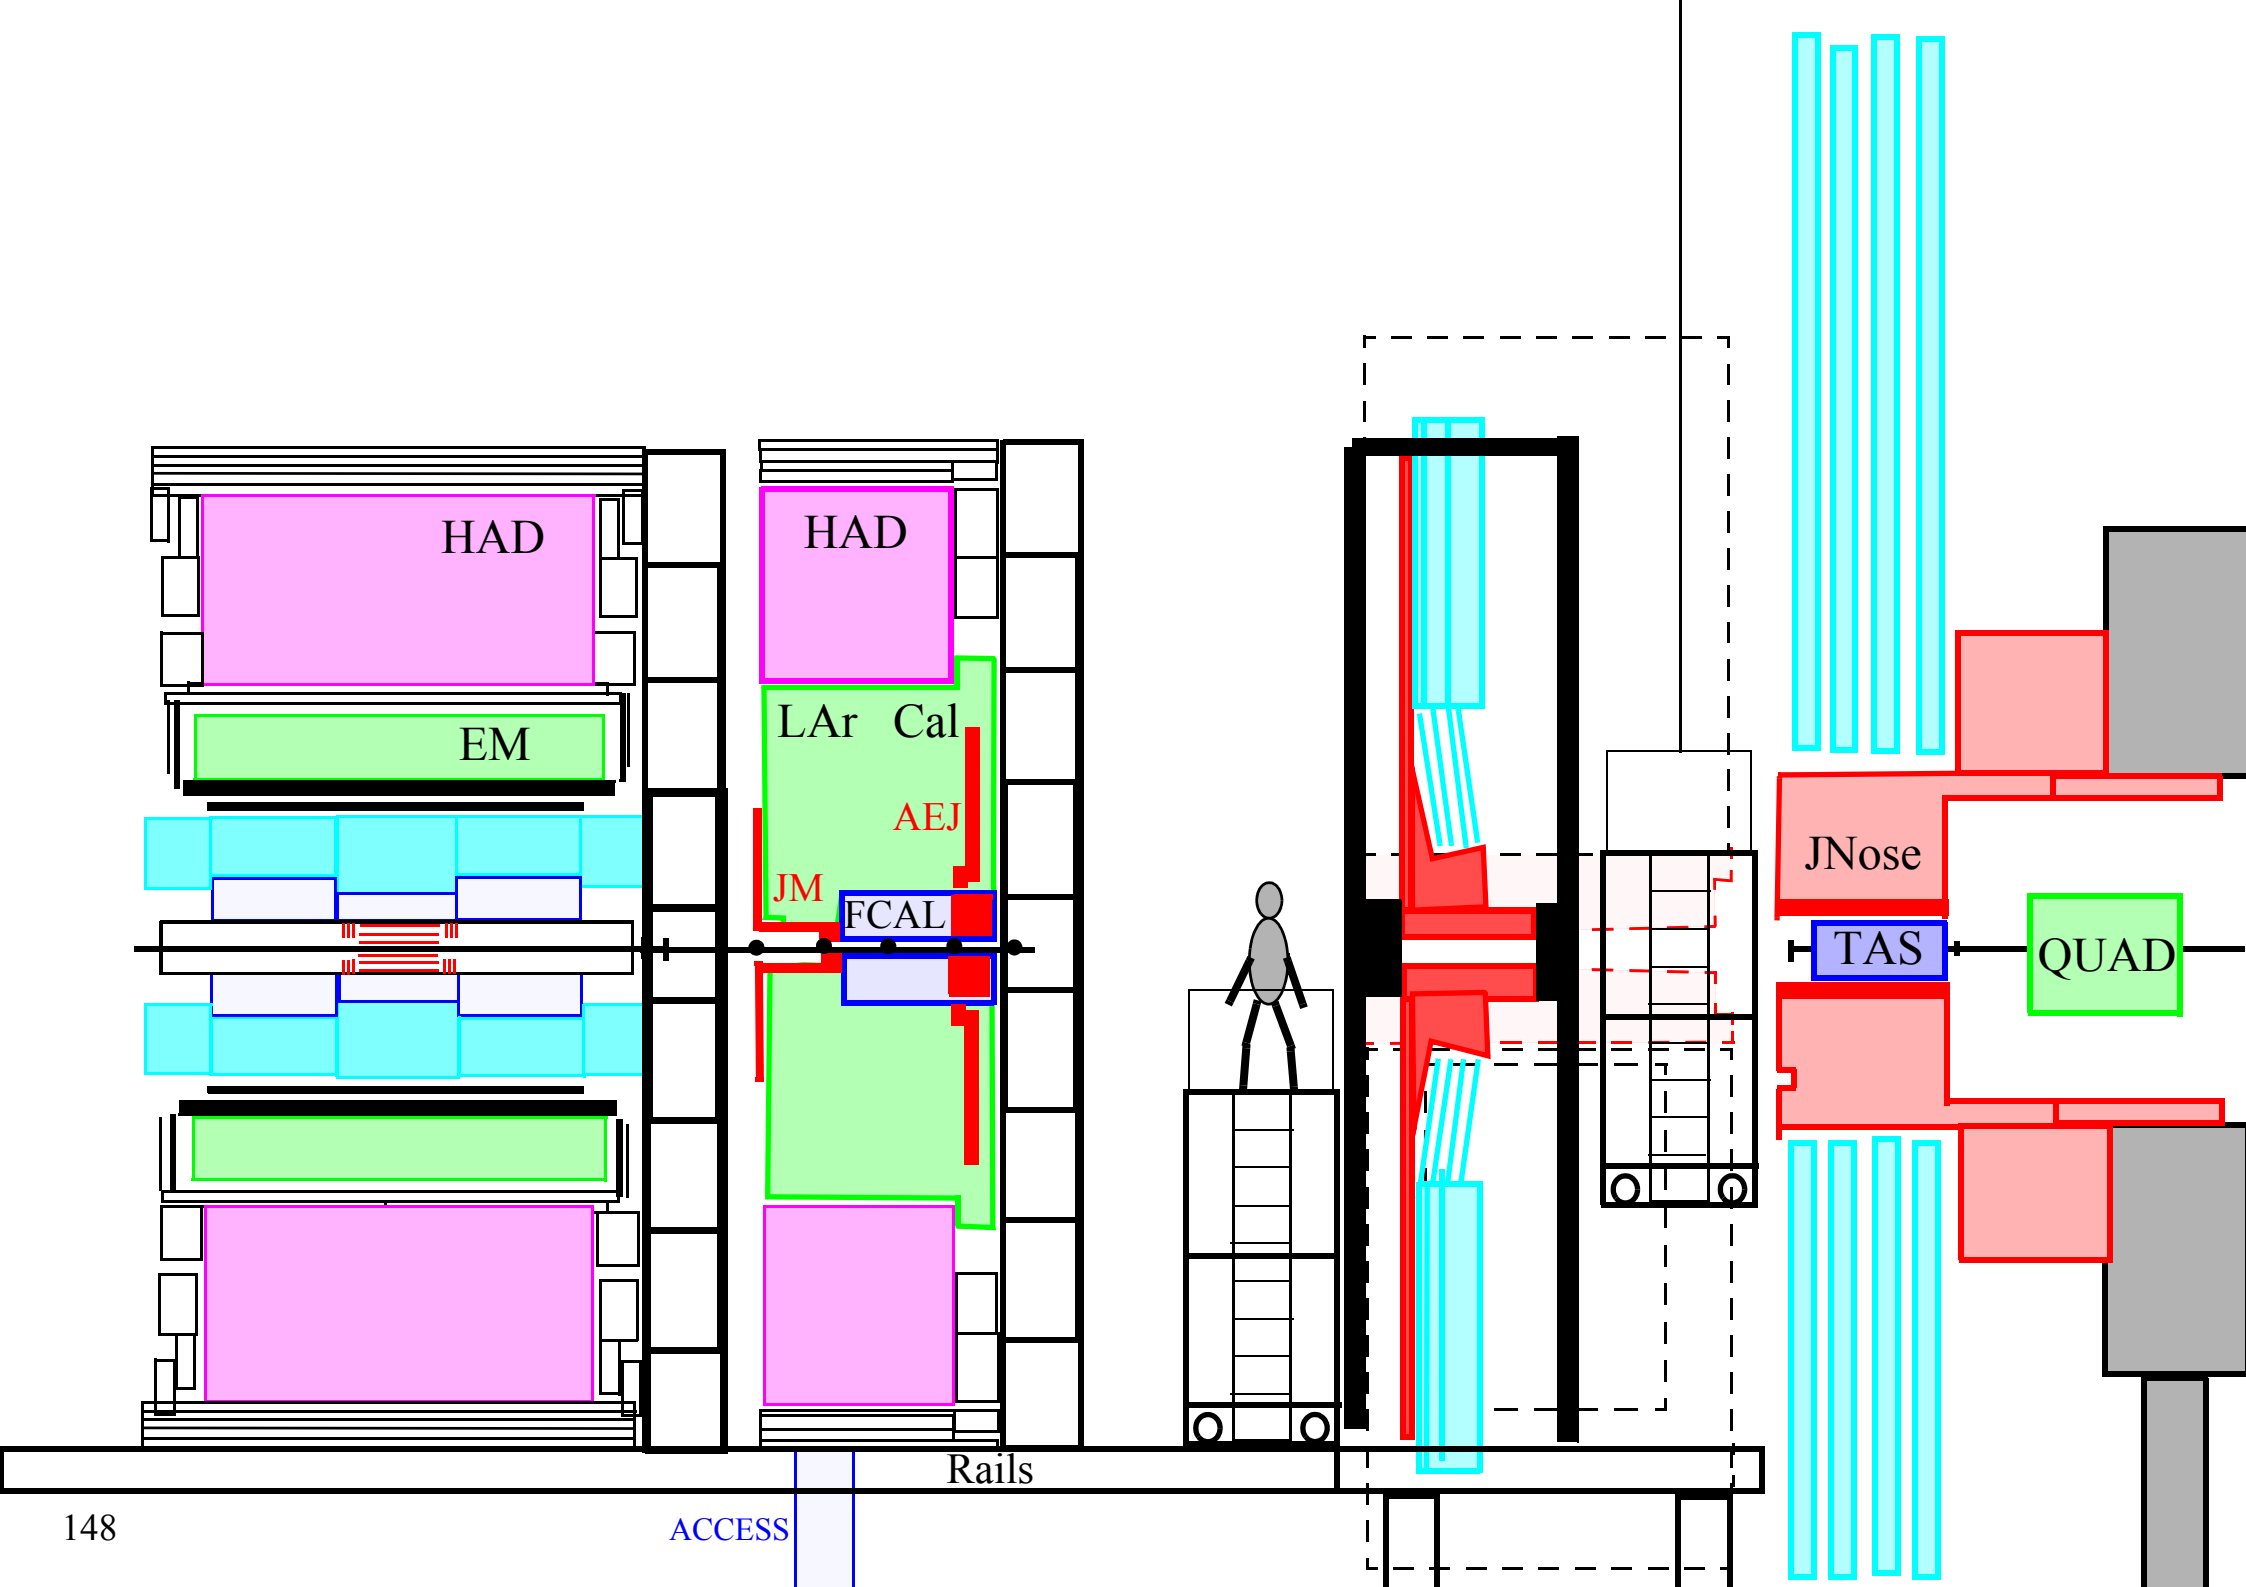 HAD
HAD
LAr Cal
EM
AEJ
JNose
JM
FCAL
TAS
QUAD
Rails
148
ACCESS